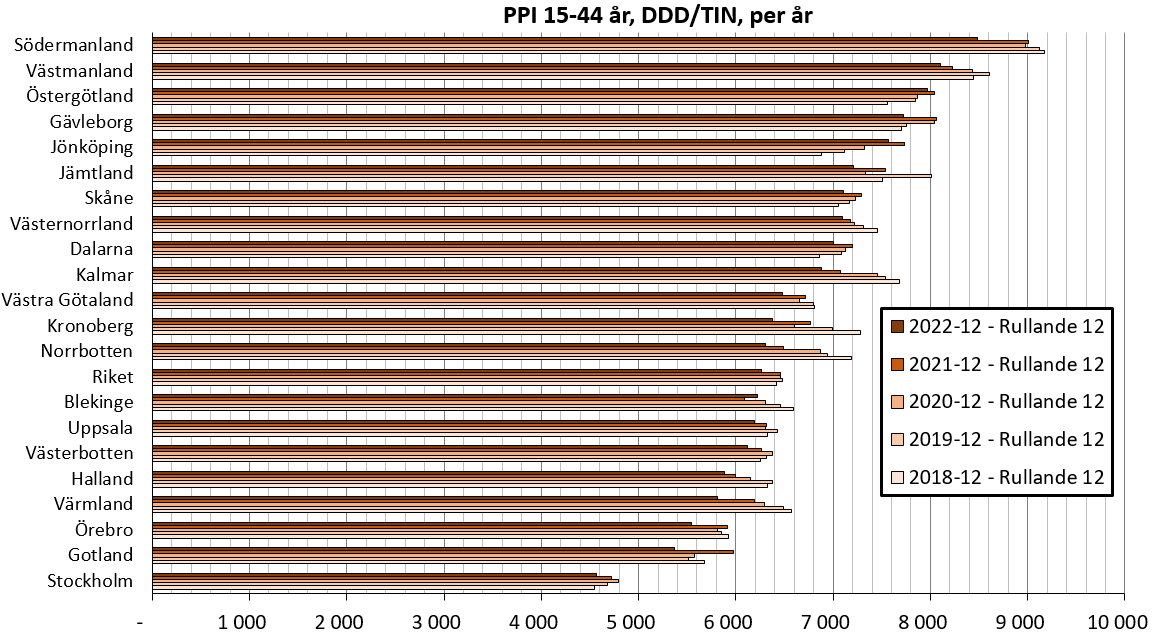 PPI 15-44 år, DDD/TIN, per år
Södermanland
Västmanland
Östergötland
Gävleborg
Jönköping
Jämtland
Skåne
Västernorrland
Dalarna
Kalmar
Västra Götaland
Kronoberg
Norrbotten
Riket
Blekinge
Uppsala
Västerbotten
Halland
Värmland
Örebro
Gotland
Stockholm
2022-12 - Rullande 12
2021-12 - Rullande 12
2020-12 - Rullande 12
2019-12 - Rullande 12
2018-12 - Rullande 12
- 1 000 2 000 3 000 4 000 5 000 6 000 7 000 8 000 9 000 10 000